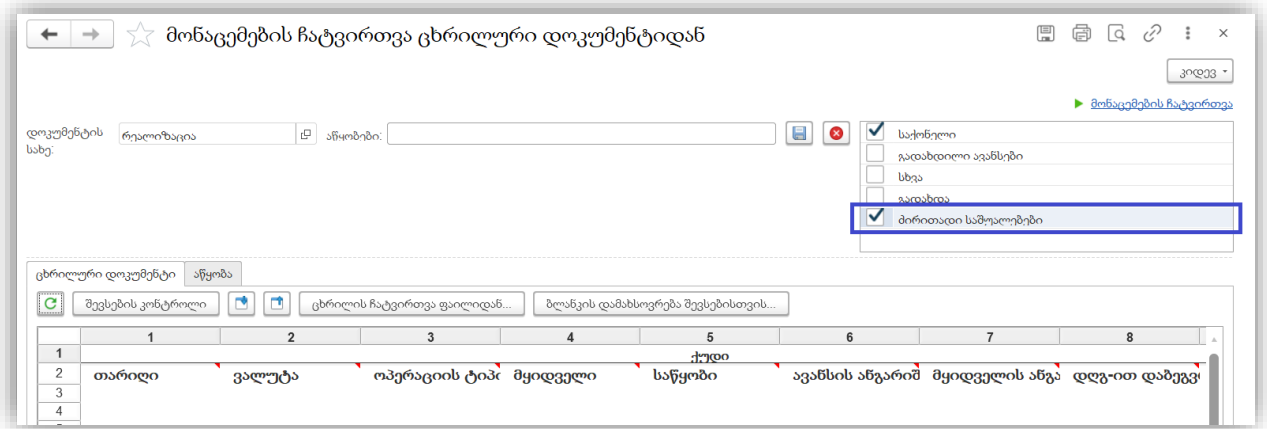 მონაცემების ჩატვირთვა ცხრილური დოკუმენტიდან
კიდევ
მონაცემების ჩატვირთვა
დოკუმენტის სახე:
რეალიზაცია
აწყობები:
საქონელი
გადახდილი ავანსები
სხვა
გადახდა
ძირითადი საშუალებები
ცხრილური დოკუმენტი აწყობა
შევსების კონტროლი ცხრილის ჩატვირთვა ფაილიდან... ბლანკის დამახსოვრება შევსებისთვის...
1 2 3 4 5 6 7 8
1 ქუდი
2 თარიღი ვალუტა ოპერაციის ტიპი მყიდველი საწყობი ავანსის ანგარიშ მყიდველის ანგა დღგ-ით დაბეგვ
3
4